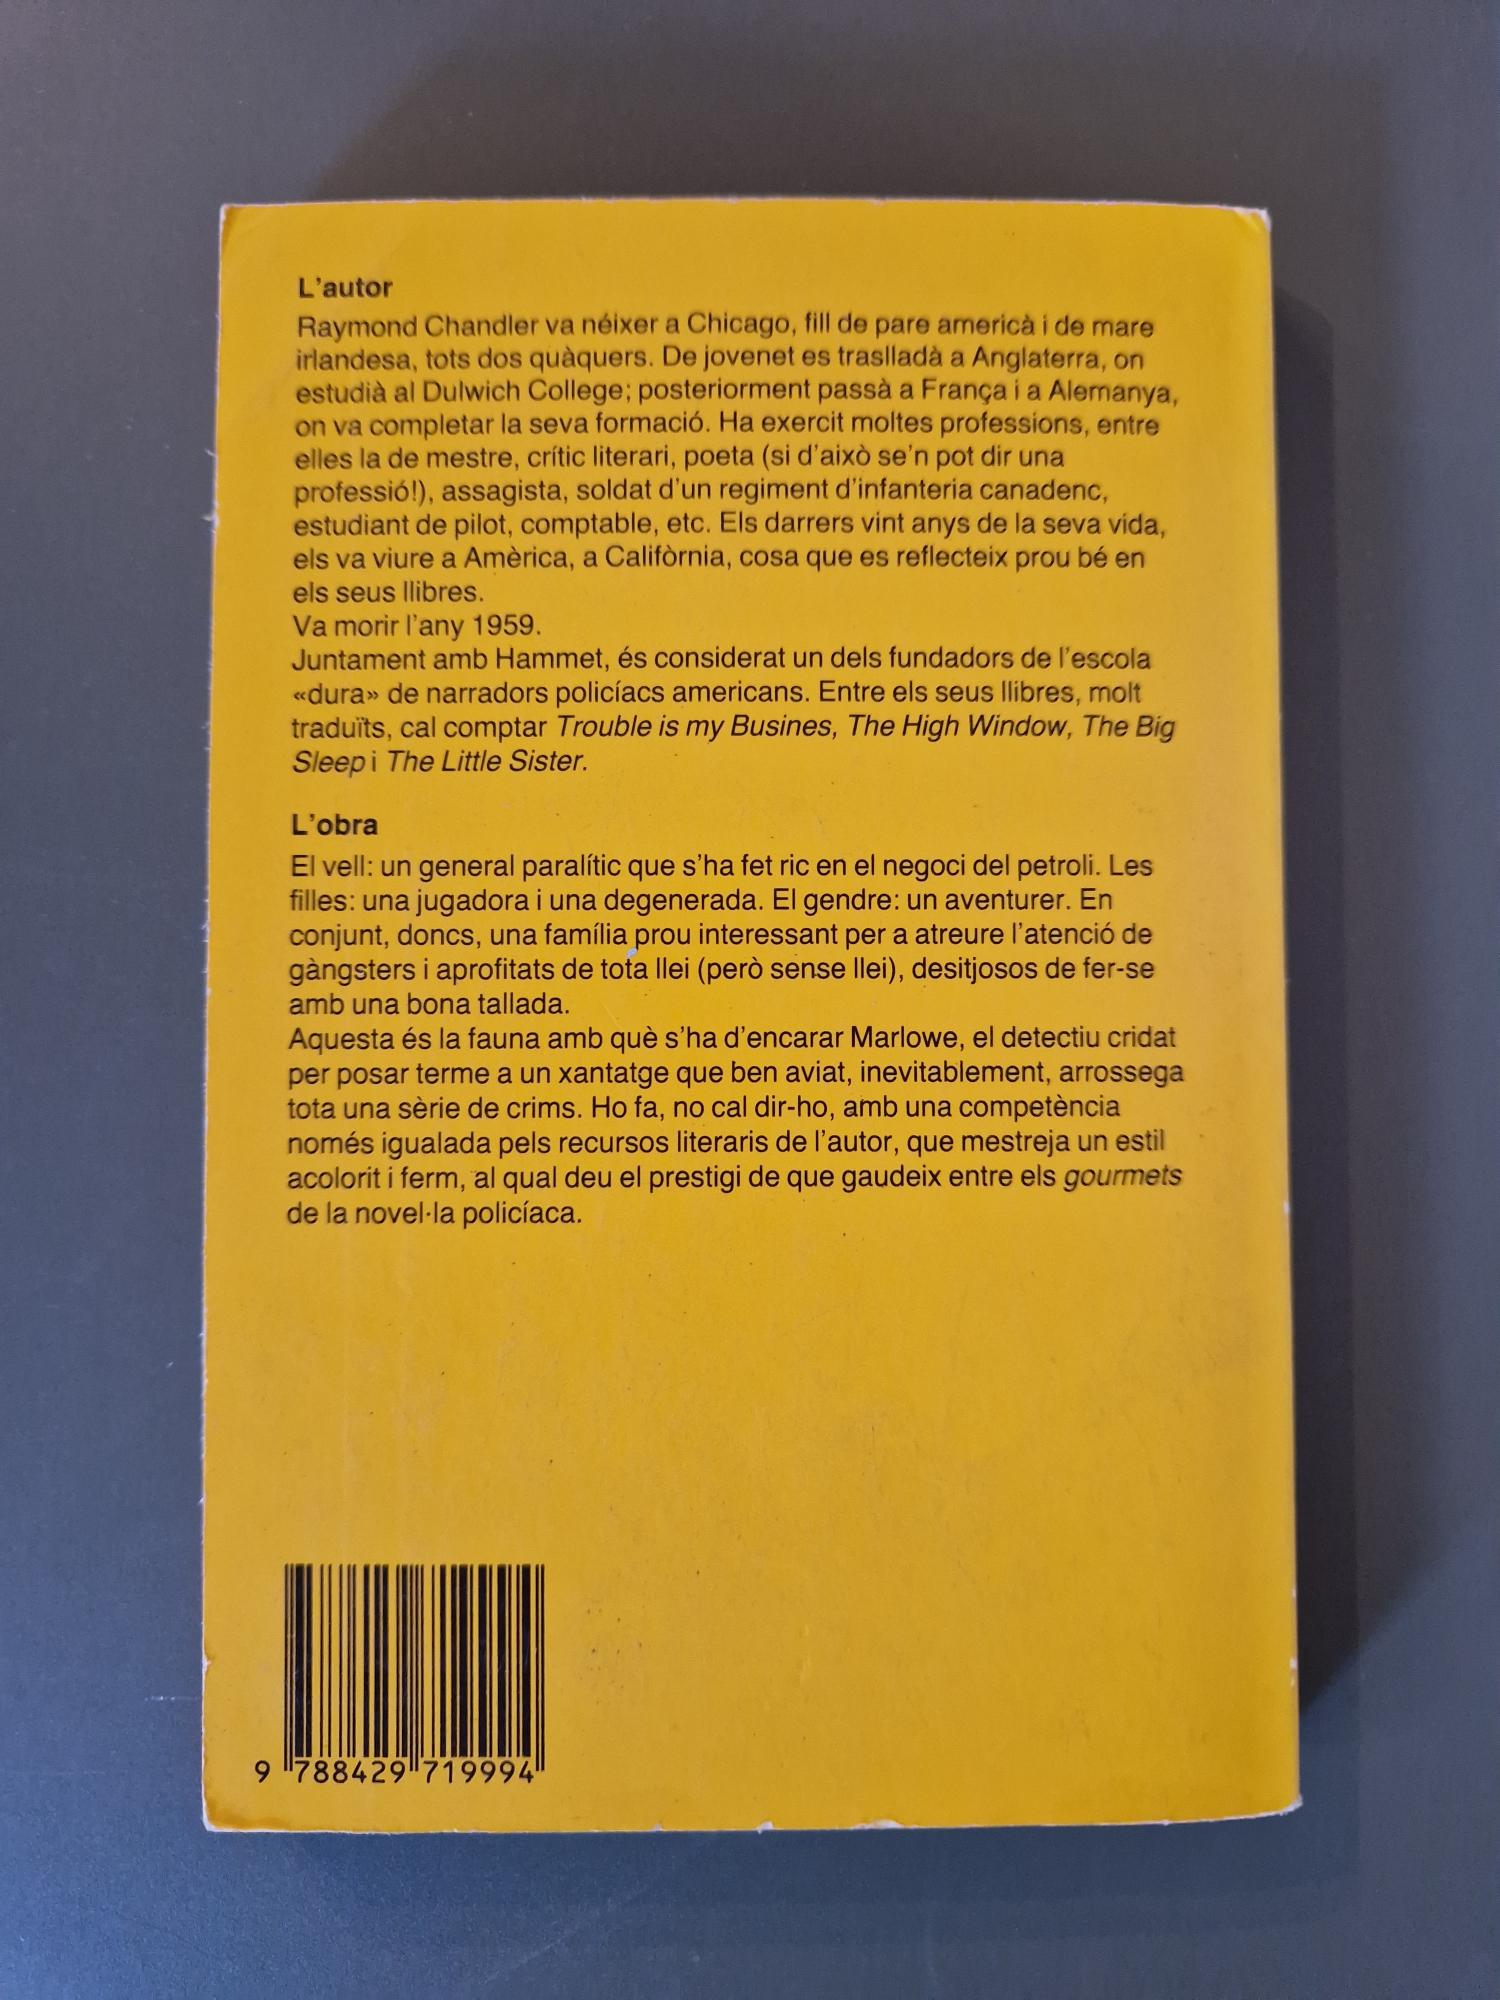 L'autor
Raymond Chandler va néixer a Chicago, fill de pare americà i de mare
irlandesa, tots dos quàquers. De jovenet es traslladà a Anglaterra, on
estudià al Dulwich College; posteriorment passà a França i a Alemanya,
on va completar la seva formació. Ha exercit moltes professions, entre
elles la de mestre, crític literari, poeta (si d'això se'n pot dir una
professió!), assagista, soldat d'un regiment d'infanteria canadenc,
estudiant de pilot, comptable, etc. Els darrers vint anys de la seva vida,
els va viure a Amèrica, a Califòrnia, cosa que es reflecteix prou bé en
els seus llibres.
Va morir l'any 1959.
Juntament amb Hammet, és considerat un dels fundadors de l'escola
«dura» de narradors policíacs americans. Entre els seus llibres, molt
traduïts, cal comptar Trouble is my Busines, The High Window, The Big
Sleep i The Little Sister.
L'obra
El vell: un general paralític que s'ha fet ric en el negoci del petroli. Les
filles: una jugadora i una degenerada. El gendre: un aventurer. En
conjunt, doncs, una família prou interessant per a atreure l'atenció de
gàngsters i aprofitats de tota llei (però sense llei), desitjosos de fer-se
amb una bona tallada.
Aquesta és la fauna amb què s'ha d'encarar Marlowe, el detectiu cridat
per posar terme a un xantatge que ben aviat, inevitablement, arrossega
tota una sèrie de crims. Ho fa, no cal dir-ho, amb una competència
només igualada pels recursos literaris de l'autor, que mestreja un estil
acolorit i ferm, al qual deu el prestigi de que gaudeix entre els gourmets
de la novel·la policíaca.
9 788429 719994